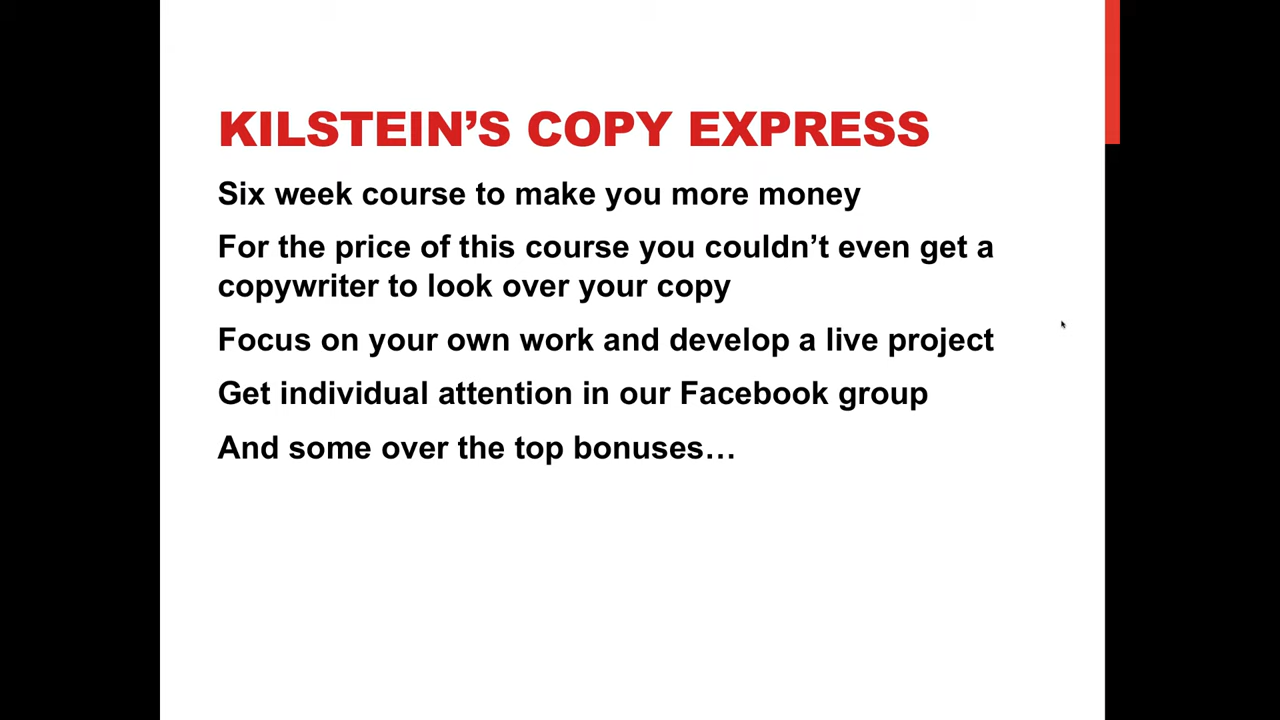 KILSTEIN’S COPY EXPRESS
Six week course to make you more money
For the price of this course you couldn’t even get a
copywriter to look over your copy
Focus on your own work and develop a live project
Get individual attention in our Facebook group
And some over the top bonuses…